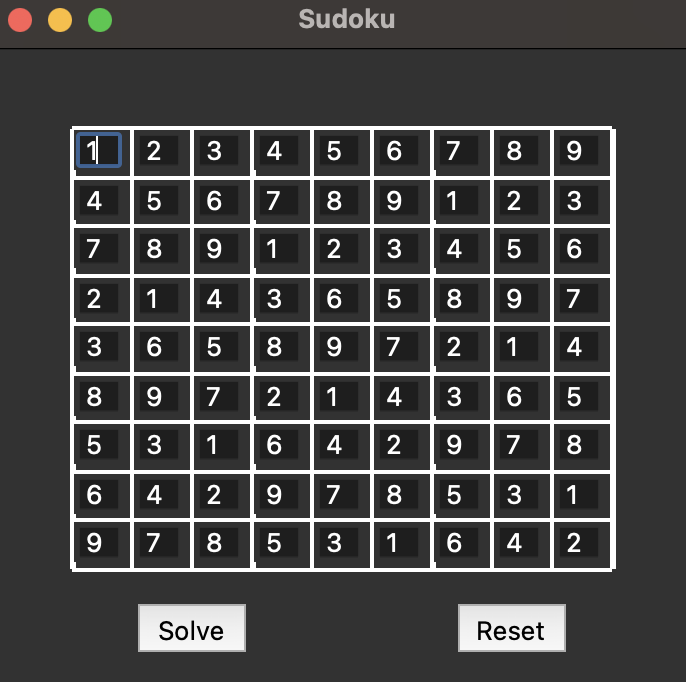 Sudoku
1 2 3 4 5 6 7 8 9
4 5 6 7 8 9 1 2 3
7 8 9 1 2 3 4 5 6
2 1 4 3 6 5 8 9 7
3 6 5 8 9 7 2 1 4
8 9 7 2 1 4 3 6 5
5 3 1 6 4 2 9 7 8
6 4 2 9 7 8 5 3 1
9 7 8 5 3 1 6 4 2
Solve Reset